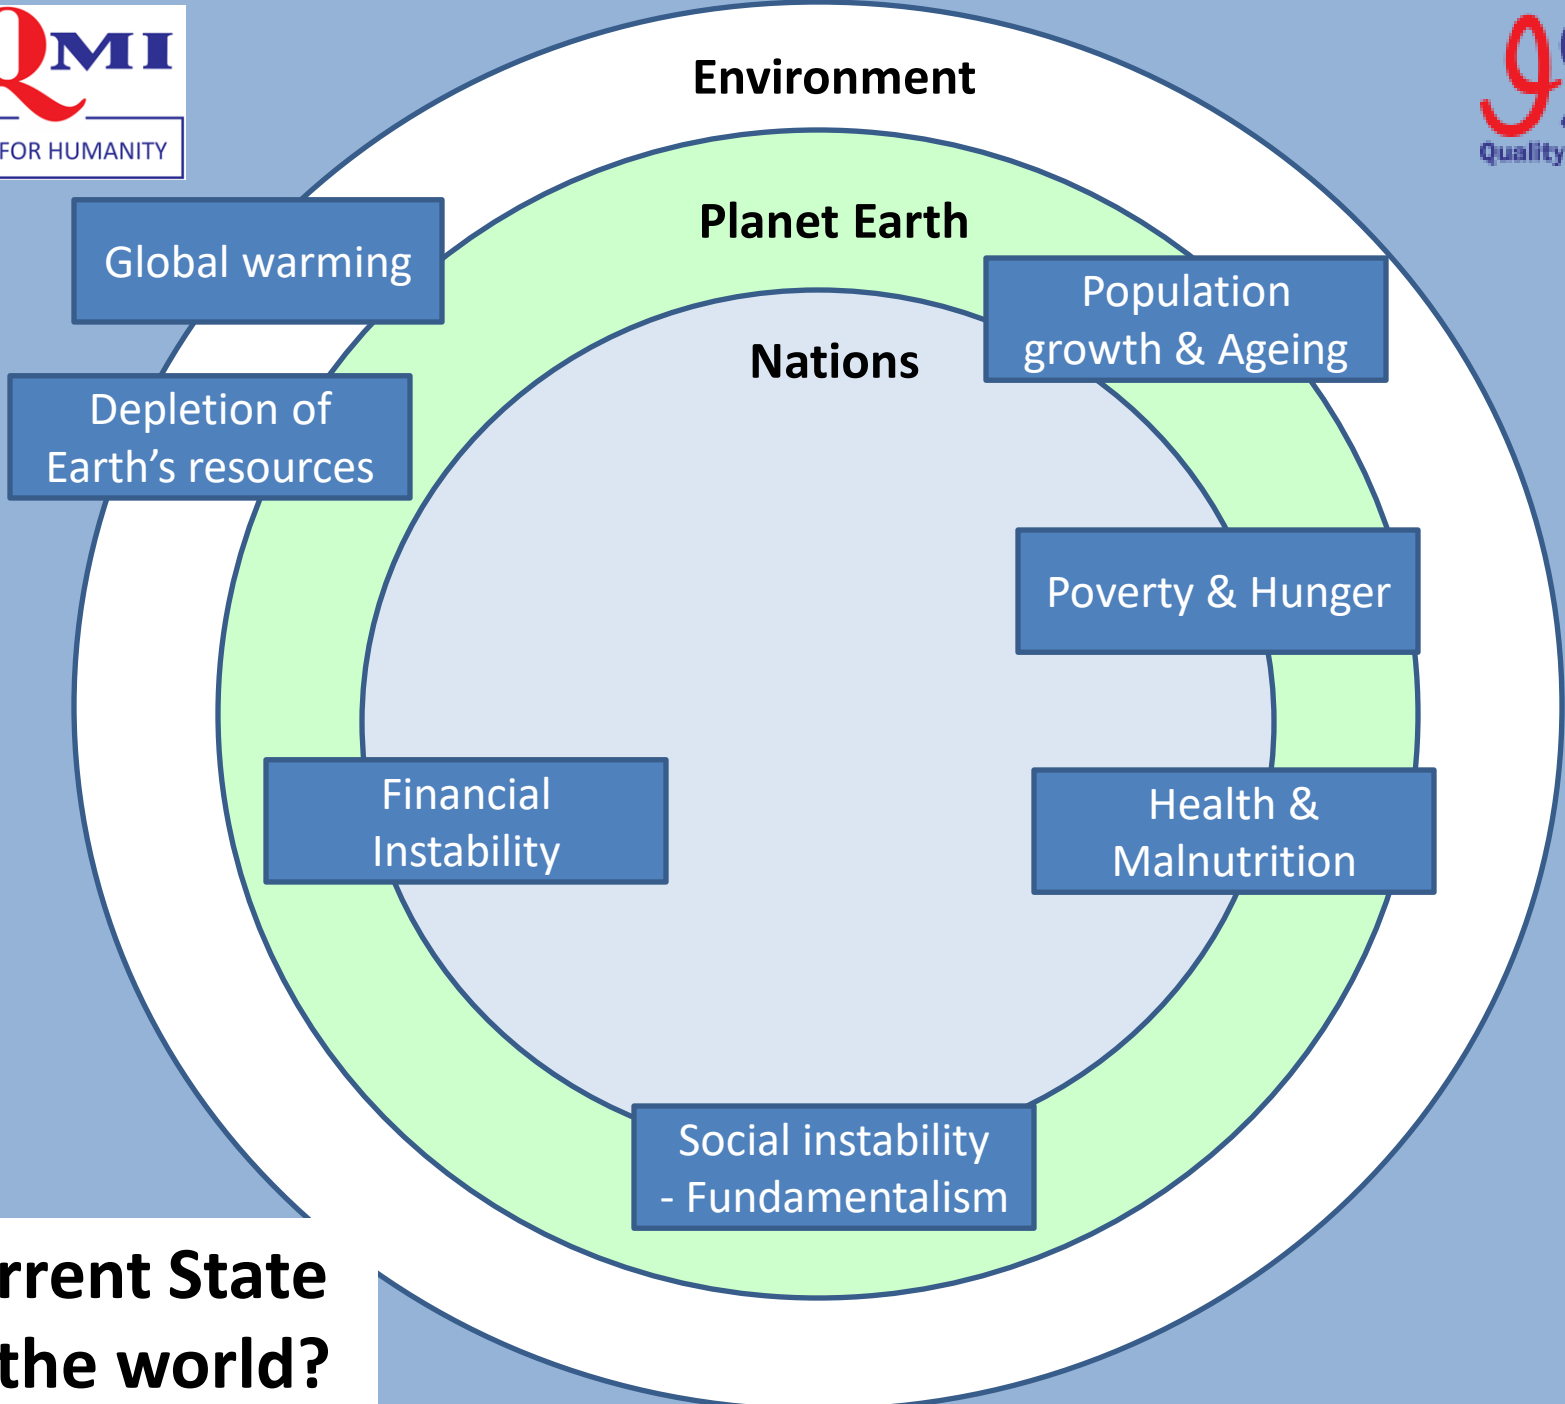 QMI
FOR HUMANITY
Quality
Environment
Planet Earth
Nations
Global warming
Depletion of
Earth's resources
Population
growth & Ageing
Poverty & Hunger
Financial
Instability
Health &
Malnutrition
Social instability
- Fundamentalism
rrent State
the world?